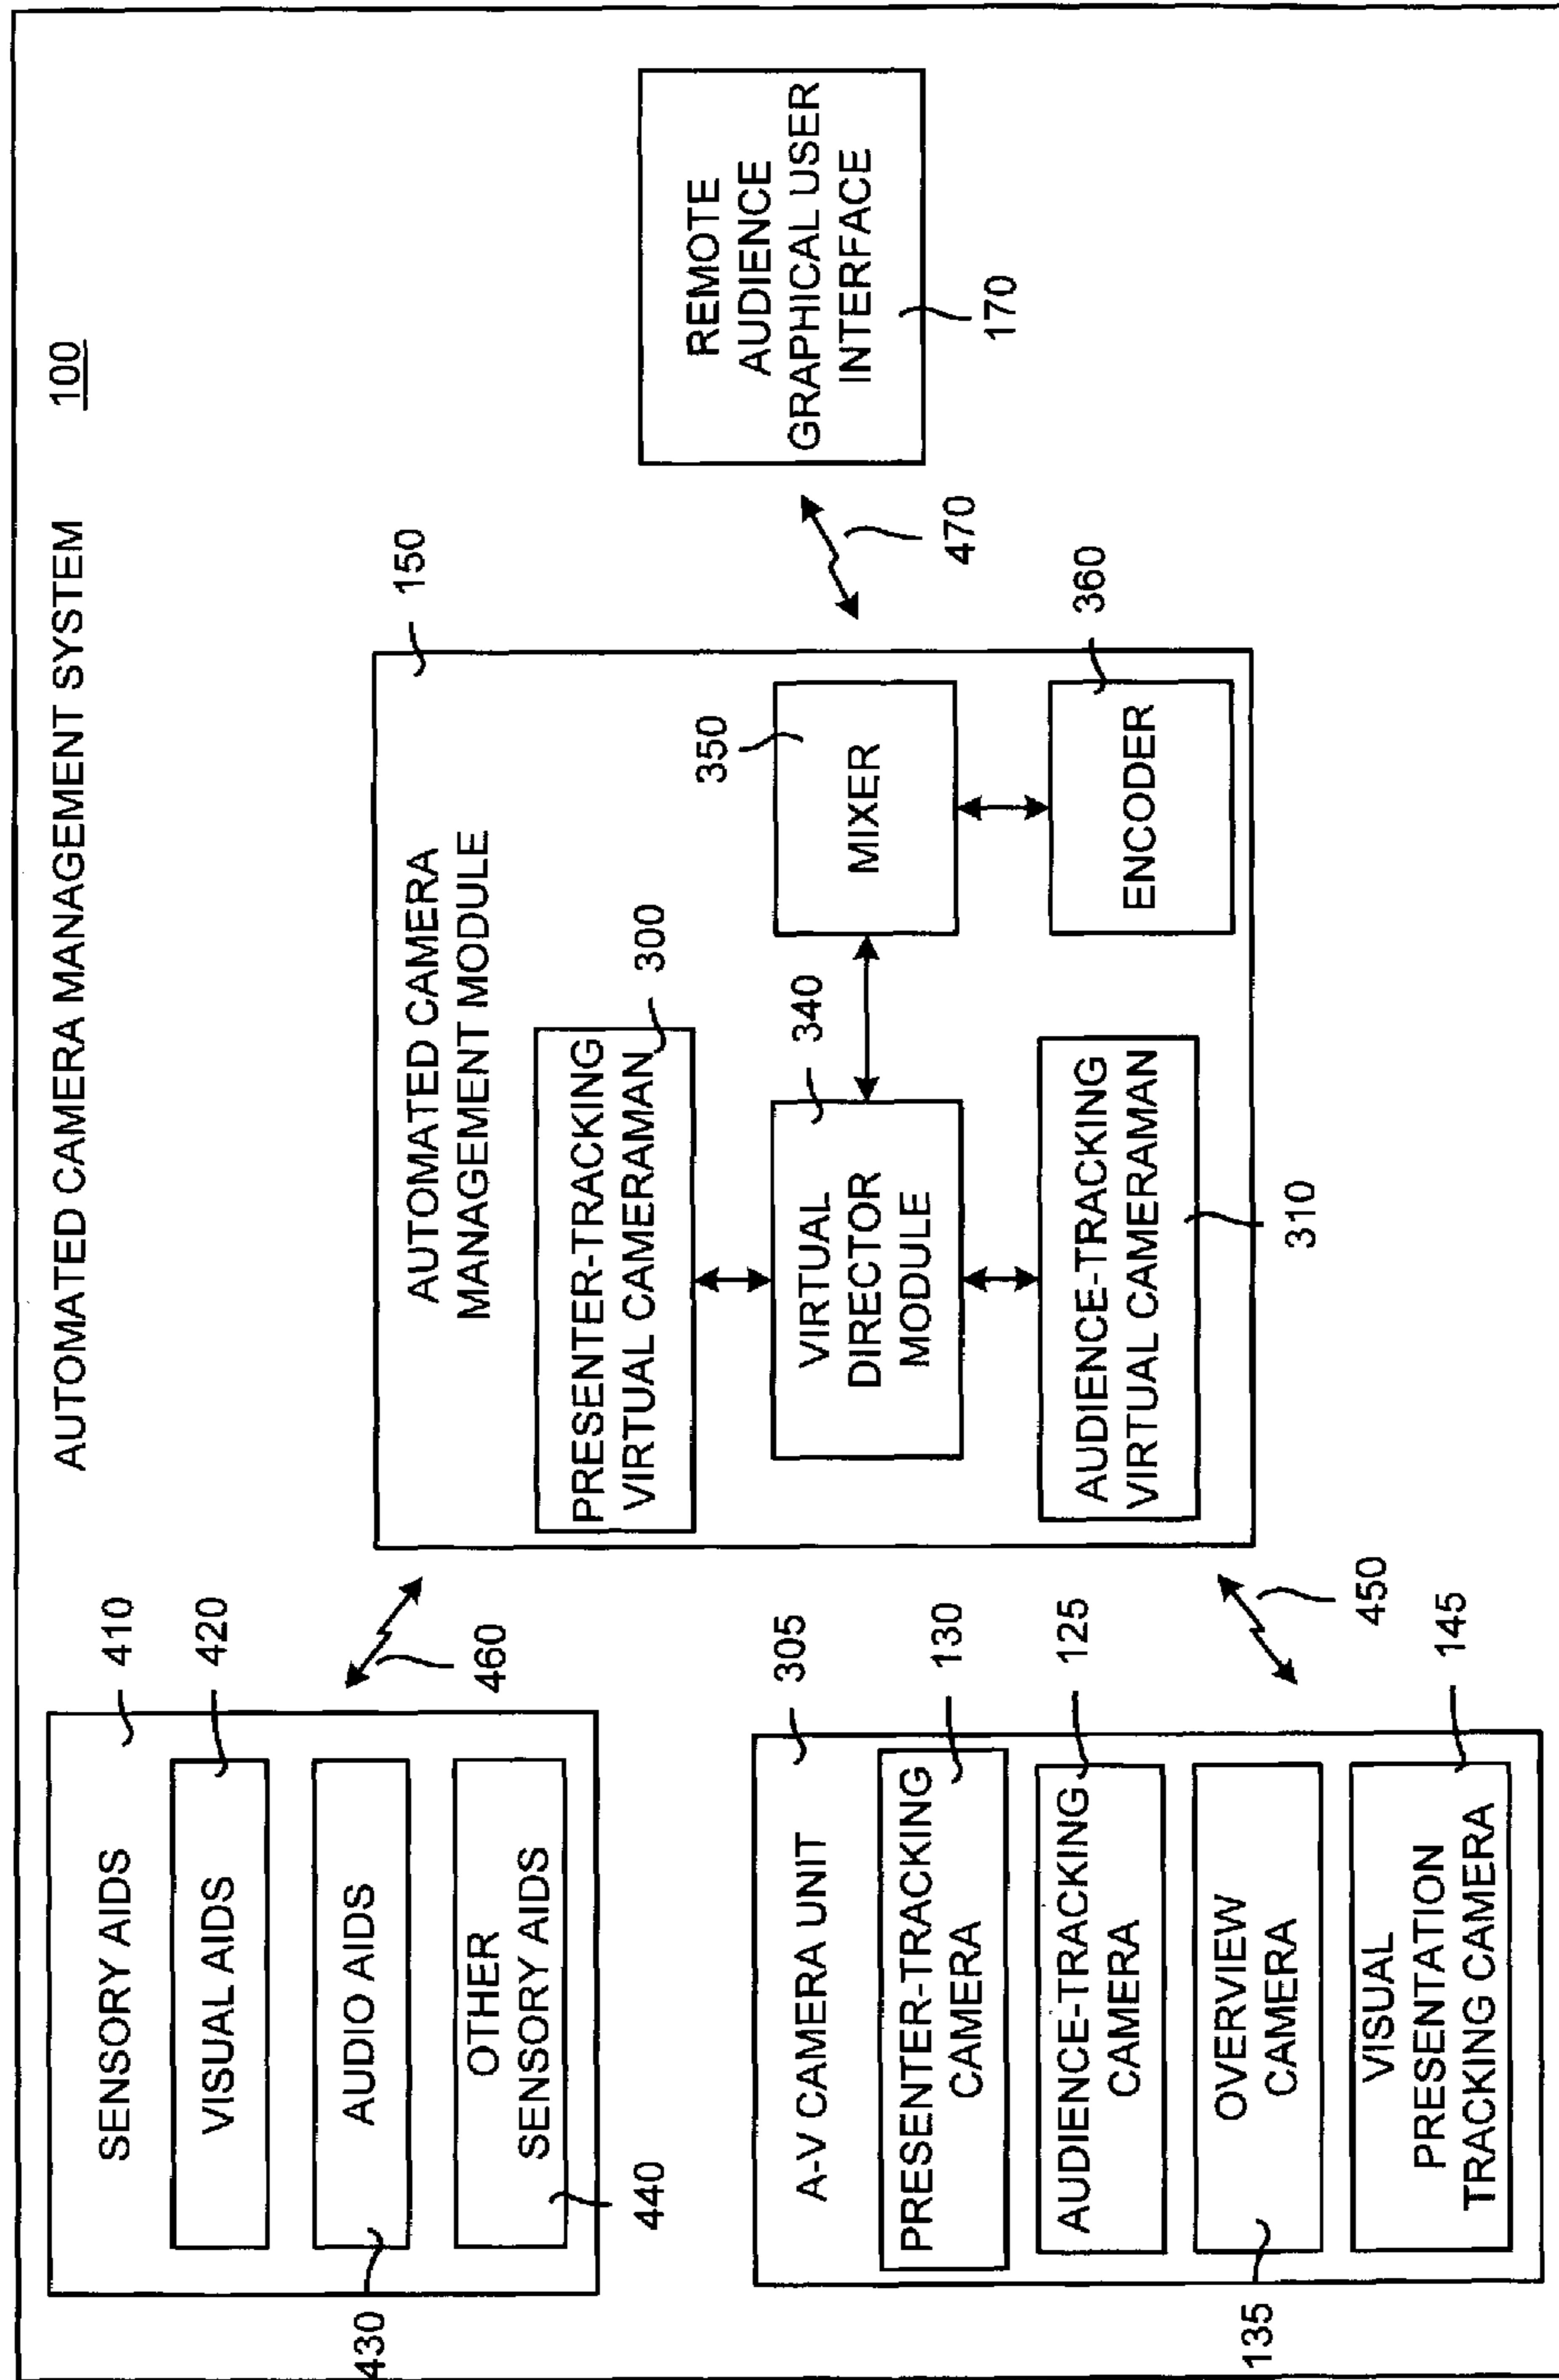 AUTOMATED CAMERA MANAGEMENT SYSTEM
100
SENSORY AIDS
410
VISUAL AIDS
420
AUDIO AIDS
430
OTHER
SENSORY AIDS
440
460
A-V CAMERA UNIT
305
PRESENTER-TRACKING
CAMERA
130
AUDIENCE-TRACKING
CAMERA
125
OVERVIEW
CAMERA
135
VISUAL
PRESENTATION
TRACKING CAMERA
145
450
AUTOMATED CAMERA
MANAGEMENT MODULE
150
PRESENTER-TRACKING
VIRTUAL CAMERAMAN
300
VIRTUAL
DIRECTOR
MODULE
340
AUDIENCE-TRACKING
VIRTUAL CAMERAMAN
310
MIXER
350
ENCODER
360
470
REMOTE
AUDIENCE
GRAPHICAL USER
INTERFACE
170